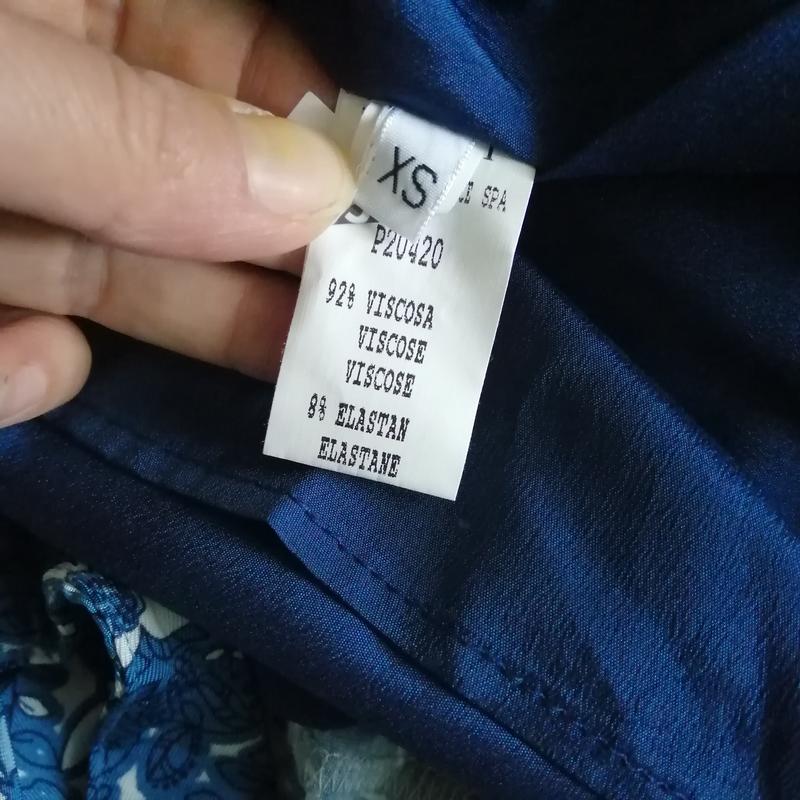 XS
SPA
P20420
92% VISCOSA
VISCOSE
VISCOSE
8% ELASTAN
ELASTANE